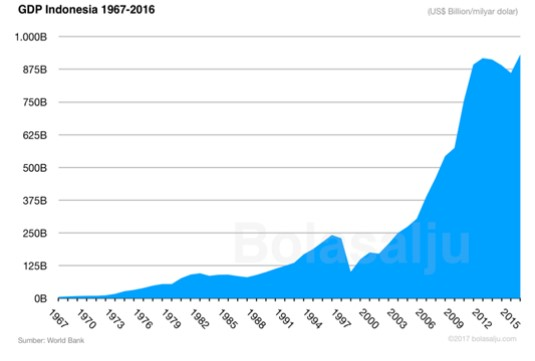 GDP Indonesia 1967-2016
(US$ Billion/milyar dolar)
1.000B
875B
750B
625B
500B
375B
250B
125B
0B
Bolasalju
1967
1970
1973
1976
1979
1982
1985
1988
1991
1994
1997
2000
2003
2006
2009
2012
2015
Sumber: World Bank
©2017 bolasalju.com